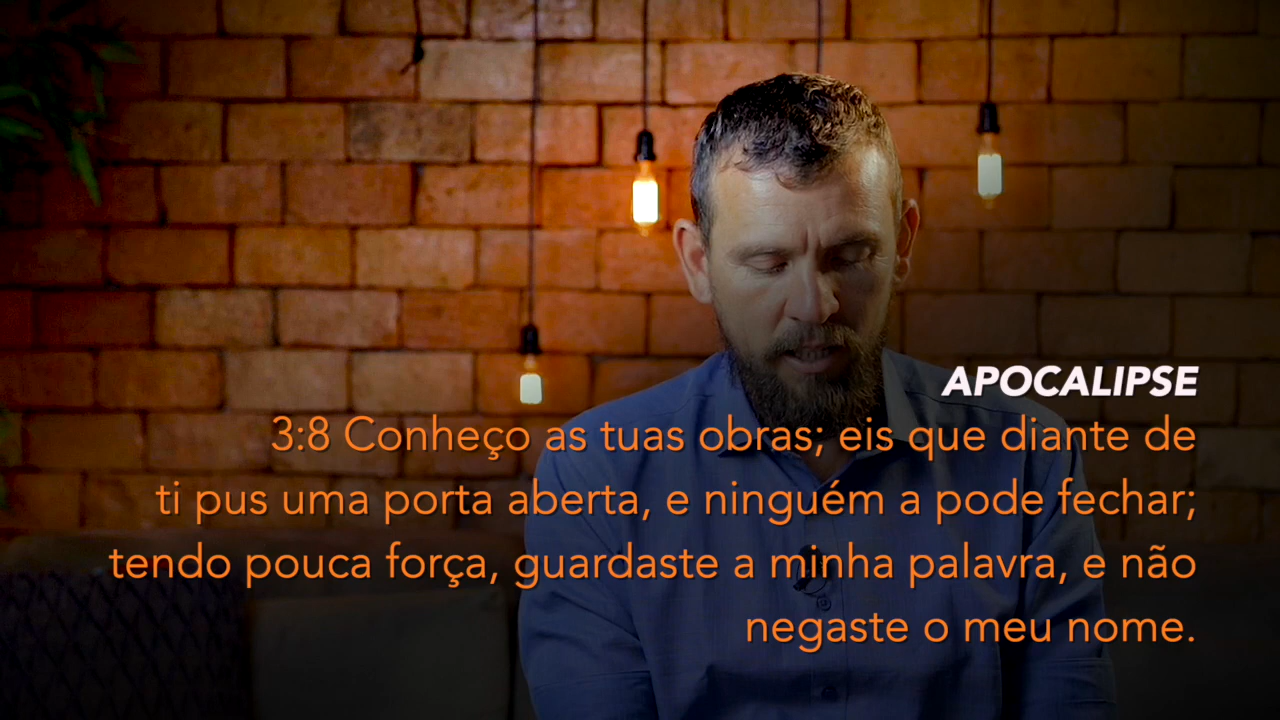 APOCALIPSE
3:8 Conheço as tuas obras; eis que diante de
ti pus uma porta aberta, e ninguém a pode fechar;
tendo pouca força, guardaste a minha palavra, e não
negaste o meu nome.